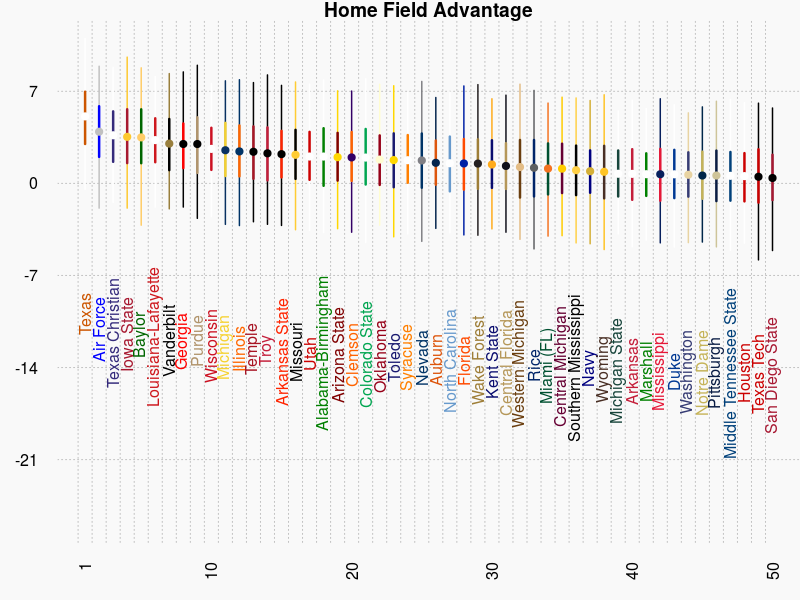 Home Field Advantage
7
0
-7
-14
-21
Texas
Air Force
Texas Christian
Iowa State
Baylor
Louisiana-Lafayette
Vanderbilt
Georgia
Purdue
Wisconsin
Michigan
Illinois
Temple
Troy
Arkansas State
Missouri
Utah
Alabama-Birmingham
Arizona State
Clemson
Colorado State
Oklahoma
Toledo
Syracuse
Nevada
Auburn
North Carolina
Florida
Wake Forest
Kent State
Central Florida
Western Michigan
Rice
Miami (FL)
Central Michigan
Southern Mississippi
Navy
Wyoming
Michigan State
Arkansas
Marshall
Mississippi
Duke
Washington
Notre Dame
Pittsburgh
Middle Tennessee State
Houston
Texas Tech
San Diego State
1
10
20
30
40
50